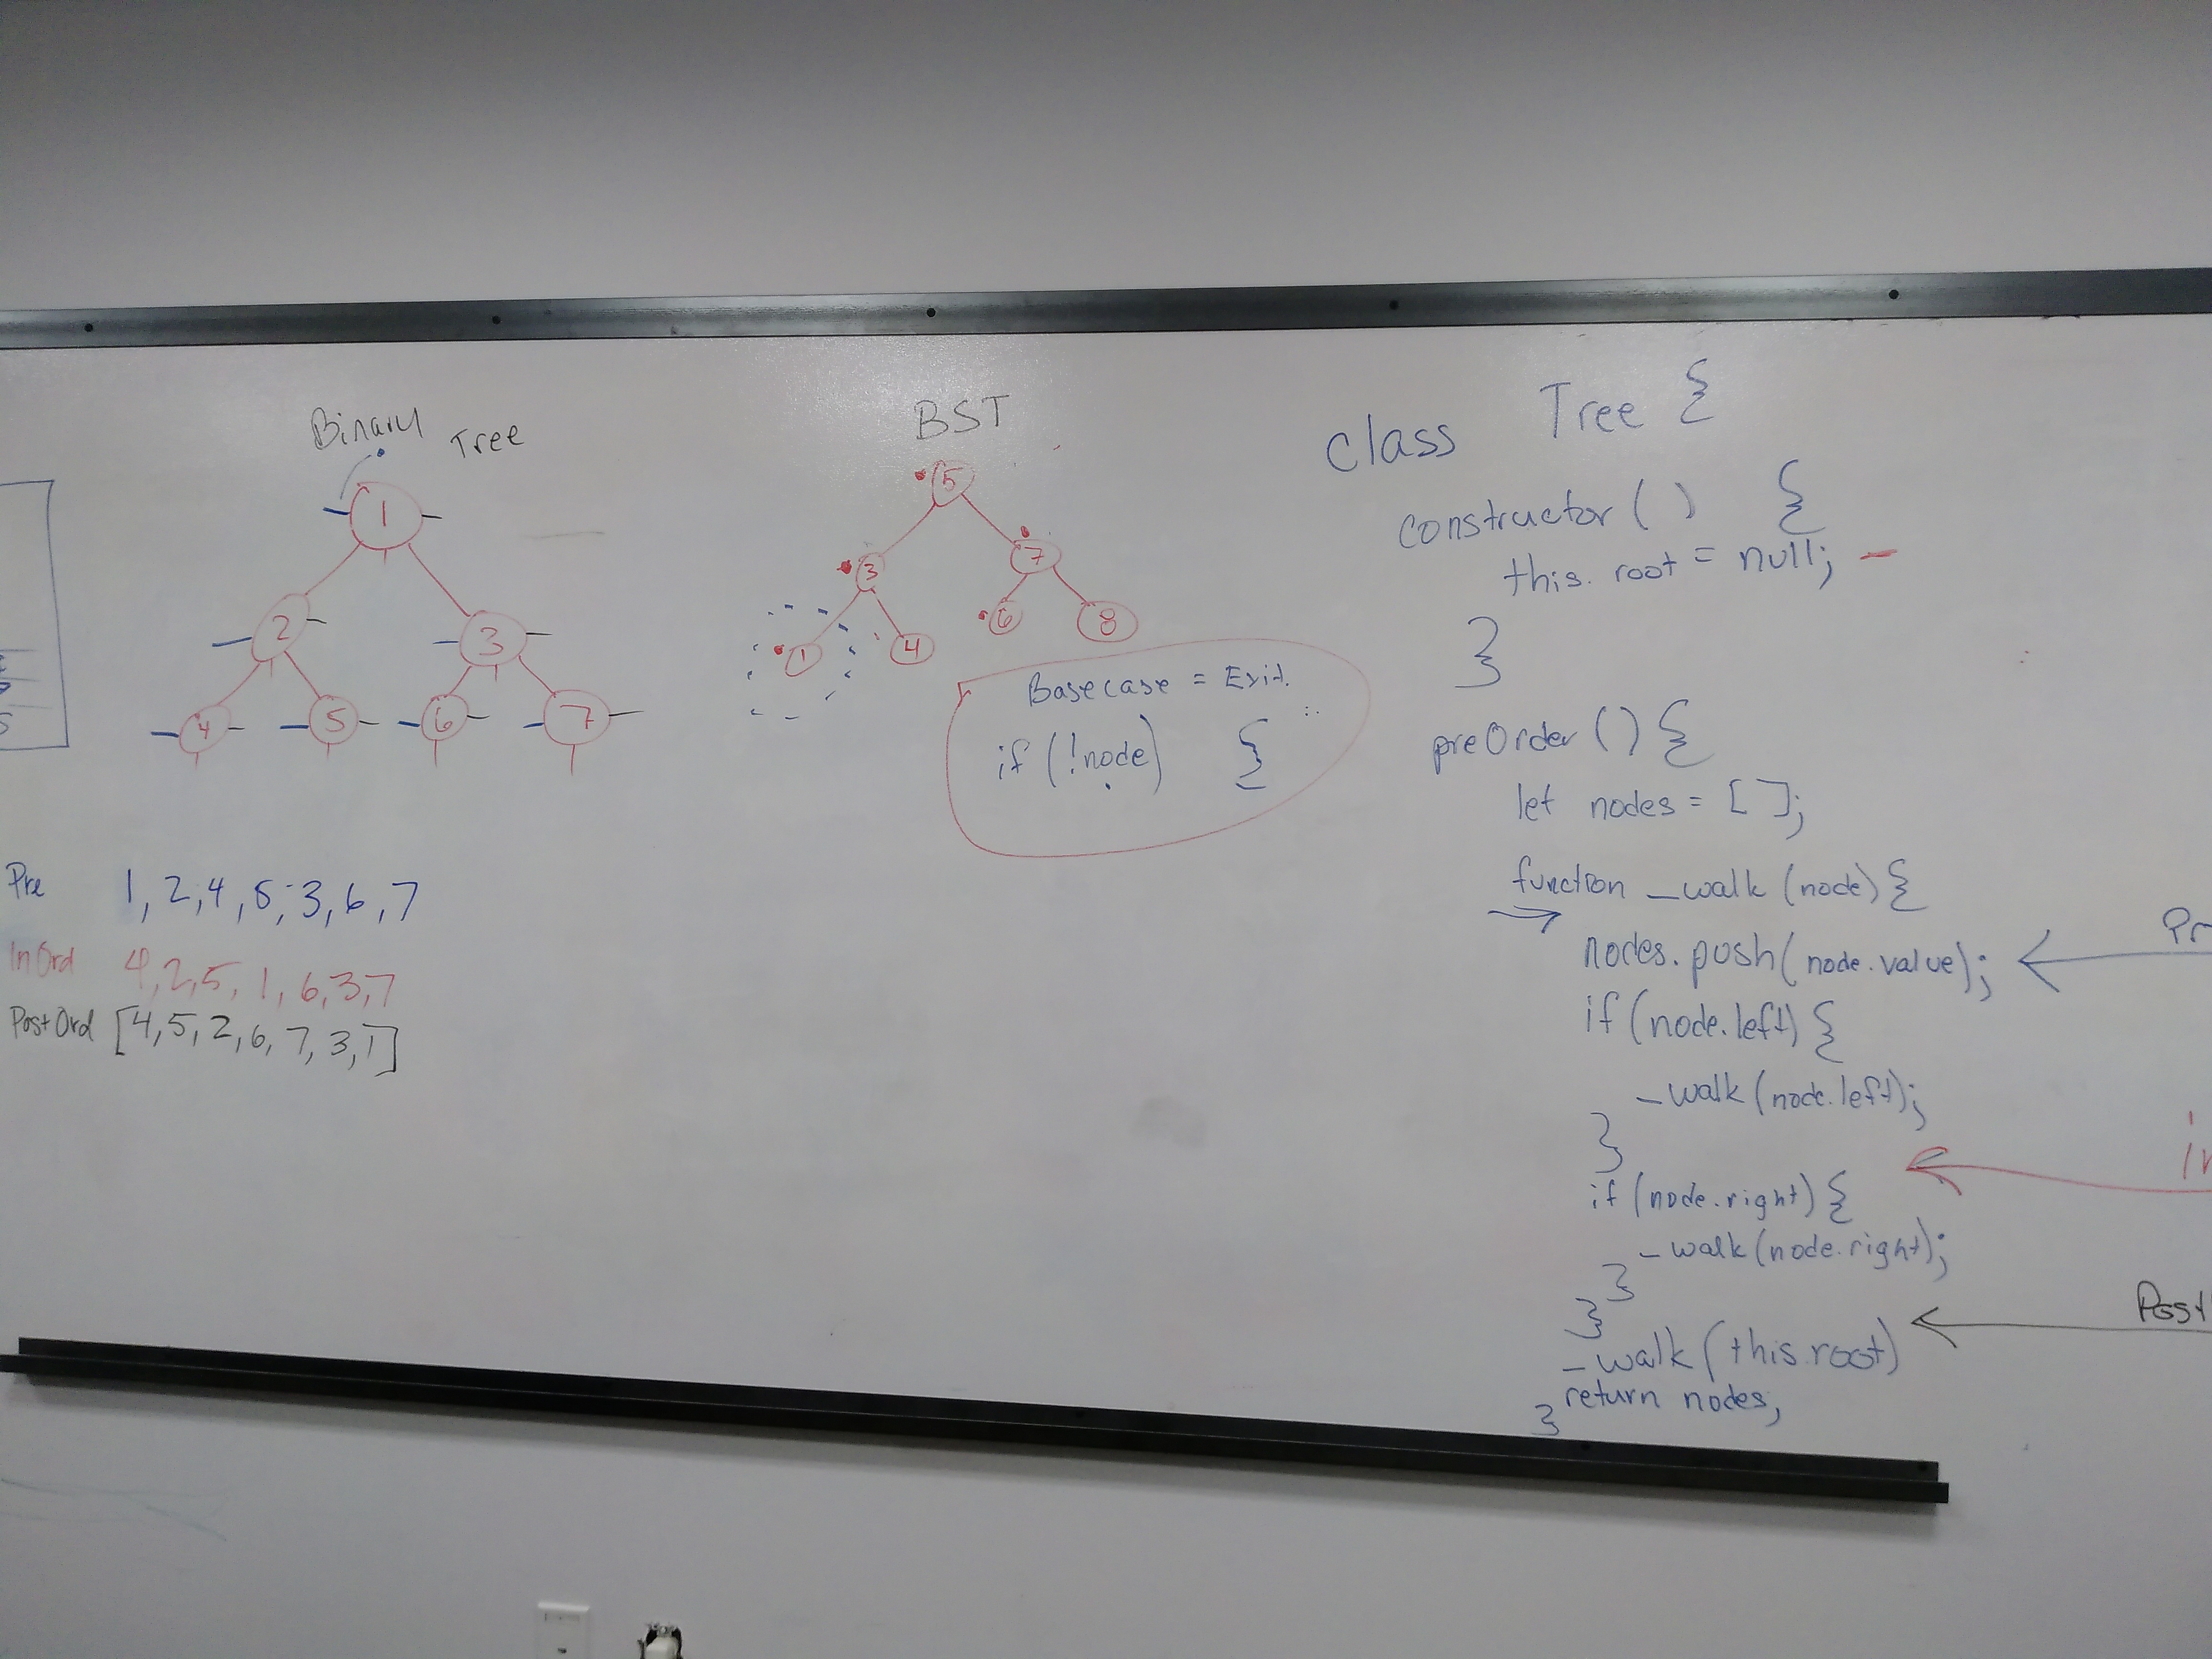 Binary Tree
1
2 3
4 5 6 7
Pre 1, 2, 4, 5, 3, 6, 7
InOrd 4, 2, 5, 1, 6, 3, 7
PostOrd [4, 5, 2, 6, 7, 3, 1]
BST
5
3 7
1 4 6 8
Basecase = Exit.
if (!node) {
class Tree {
constructor () {
this.root = null;
}
preOrder () {
let nodes = [ ];
function _walk (node) {
nodes.push(node.value);
if (node.left) {
_walk (node.left);
}
if (node.right) {
_walk (node.right);
}
}
_walk (this.root)
return nodes;
}
Pr
in
Post